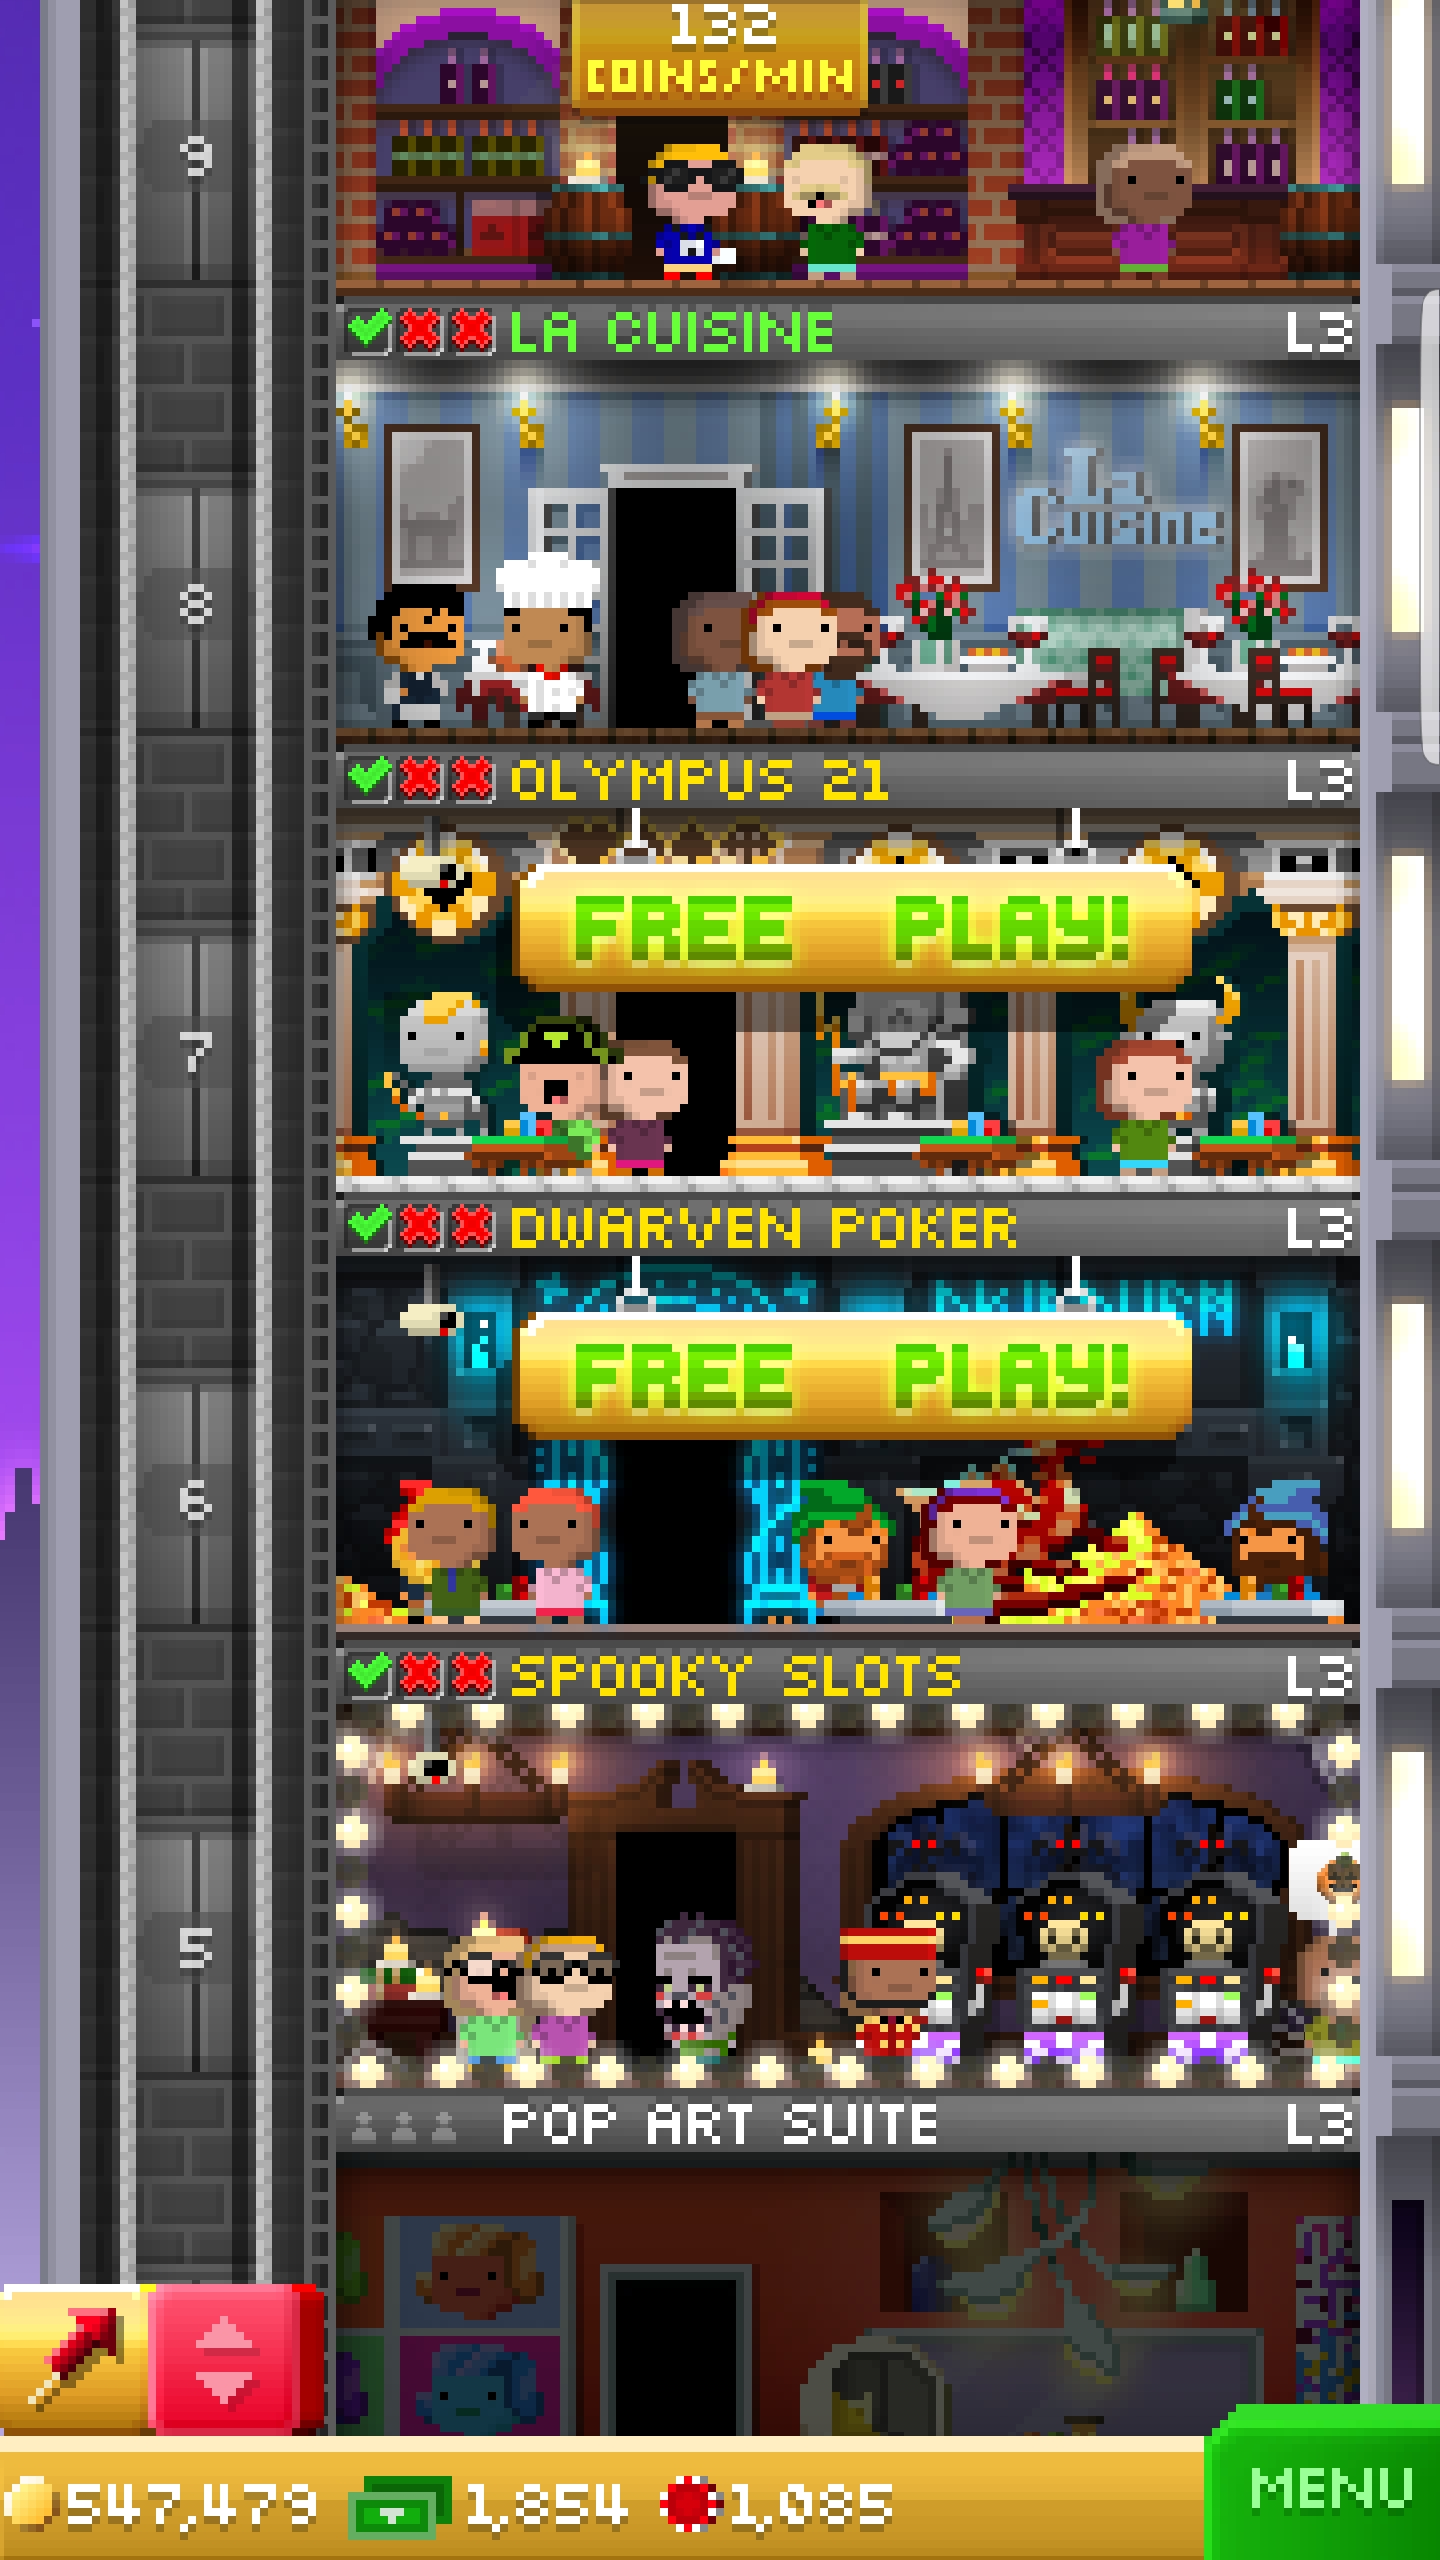 132
COINS/MIN
9
LA CUISINE L3
La
Cuisine
8
OLYMPUS 21 L3
FREE PLAY!
7
DWARVEN POKER L3
FREE PLAY!
6
SPOOKY SLOTS L3
5
POP ART SUITE L3
547,479 1,854 1,085
MENU